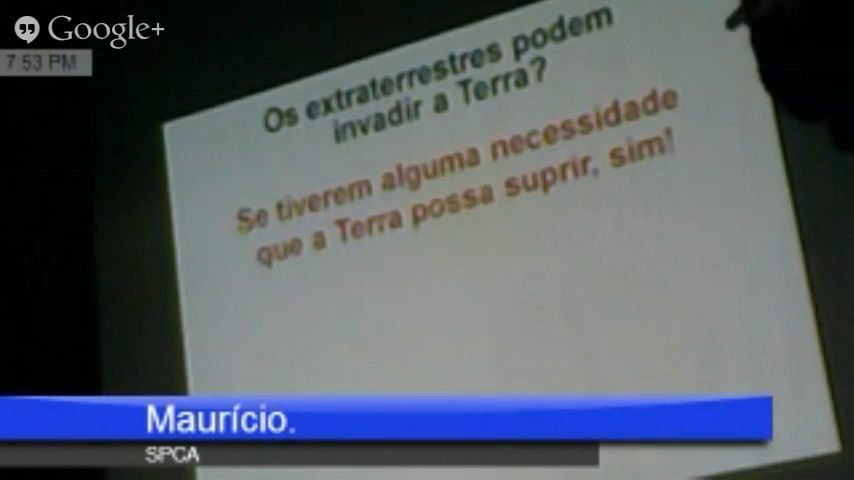 Google+
7:53 PM
Os extraterrestres podem
invadir a Terra?
Se tiverem alguma necessidade
que a Terra possa suprir, sim!
Maurício.
SPCA